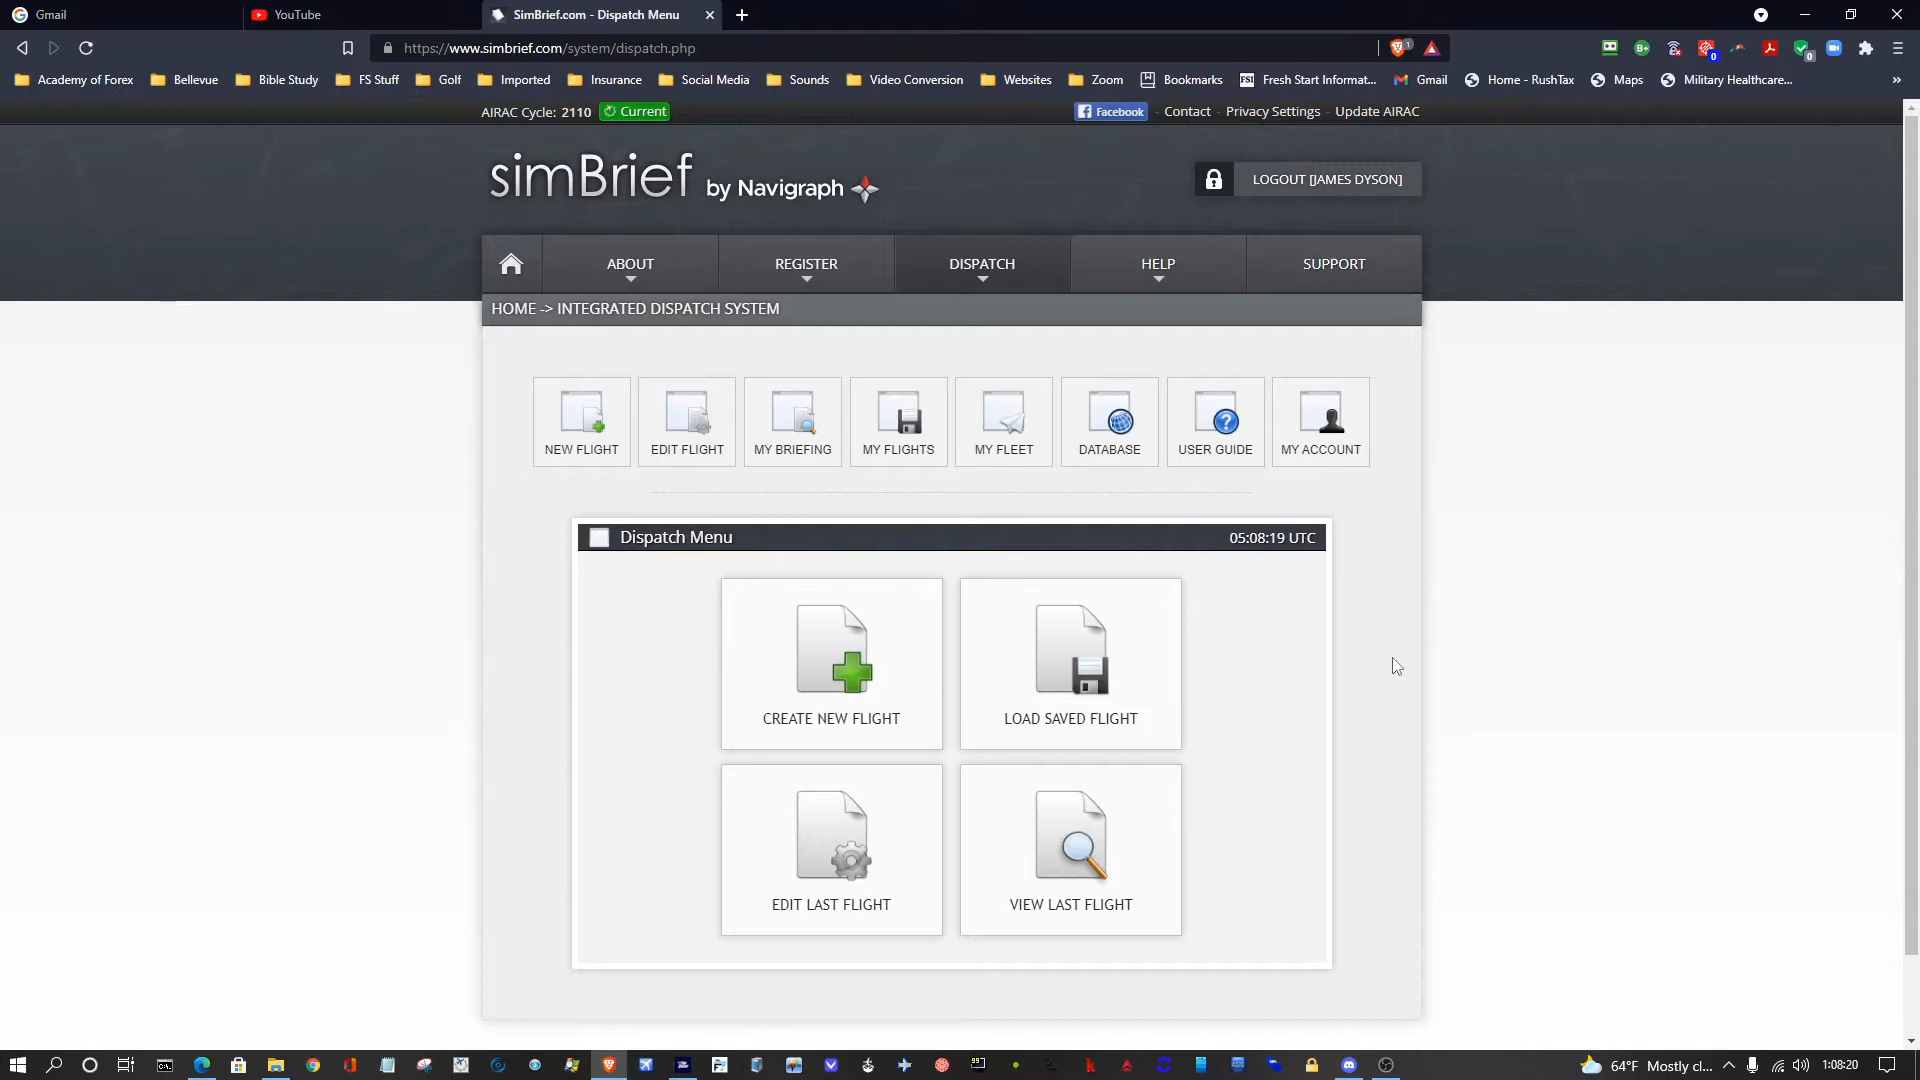 Gmail
YouTube
SimBrief.com - Dispatch Menu
https://www.simbrief.com/system/dispatch.php
Academy of Forex
Bellevue
Bible Study
FS Stuff
Golf
Imported
Insurance
Social Media
Sounds
Video Conversion
Websites
Zoom
Bookmarks
Fresh Start Informat...
Gmail
Home - RushTax
Maps
Military Healthcare...
AIRAC Cycle: 2110 Current
Facebook - Contact - Privacy Settings - Update AIRAC
simBrief by Navigraph
LOGOUT [JAMES DYSON]
ABOUT
REGISTER
DISPATCH
HELP
SUPPORT
HOME -> INTEGRATED DISPATCH SYSTEM
NEW FLIGHT
EDIT FLIGHT
MY BRIEFING
MY FLIGHTS
MY FLEET
DATABASE
USER GUIDE
MY ACCOUNT
Dispatch Menu
05:08:19 UTC
CREATE NEW FLIGHT
LOAD SAVED FLIGHT
EDIT LAST FLIGHT
VIEW LAST FLIGHT
64°F Mostly cl...
1:08:20